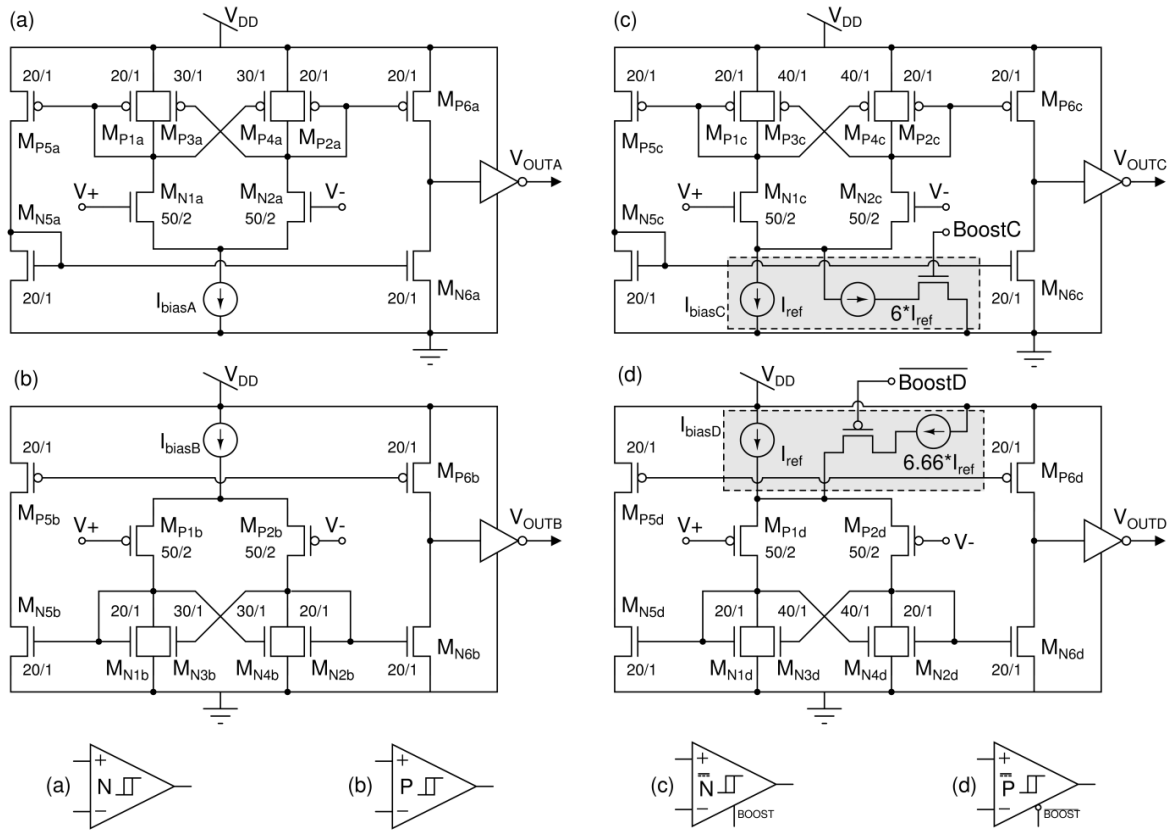 (a)
V_DD
20/1 20/1 30/1 30/1 20/1 20/1
M_P5a M_P1a M_P3a M_P4a M_P2a M_P6a
V+ M_N1a M_N2a V-
50/2 50/2
V_OUTA
M_N5a
20/1
I_biasA
20/1 M_N6a
(c)
V_DD
20/1 20/1 40/1 40/1 20/1 20/1
M_P5c M_P1c M_P3c M_P4c M_P2c M_P6c
V+ M_N1c M_N2c V-
50/2 50/2
V_OUTC
M_N5c
BoostC
20/1
I_biasC I_ref 6*I_ref
20/1 M_N6c
(b)
V_DD
I_biasB
20/1 20/1
M_P5b M_P6b
V+ M_P1b M_P2b V-
50/2 50/2
V_OUTB
M_N5b
20/1 30/1 30/1 20/1
20/1 M_N1b M_N3b M_N4b M_N2b 20/1 M_N6b
(d)
V_DD
BoostD
I_biasD I_ref 6.66*I_ref
20/1 20/1
M_P5d M_P6d
V+ M_P1d M_P2d V-
50/2 50/2
V_OUTD
M_N5d
20/1 40/1 40/1 20/1
20/1 M_N1d M_N3d M_N4d M_N2d 20/1 M_N6d
(a) + N −
(b) + P −
(c) + N − BOOST
(d) + P − BOOST